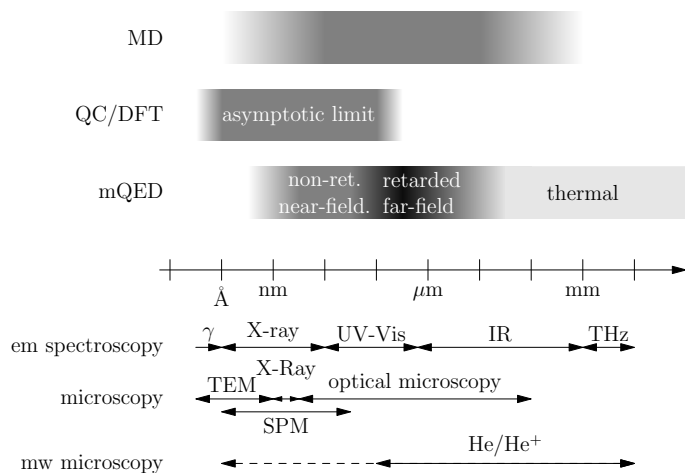 MD
QC/DFT asymptotic limit
mQED non-ret. retarded thermal
near-field. far-field
Å nm μm mm
em spectroscopy γ X-ray UV-Vis IR THz
X-Ray
microscopy TEM optical microscopy
SPM
mw microscopy He/He⁺